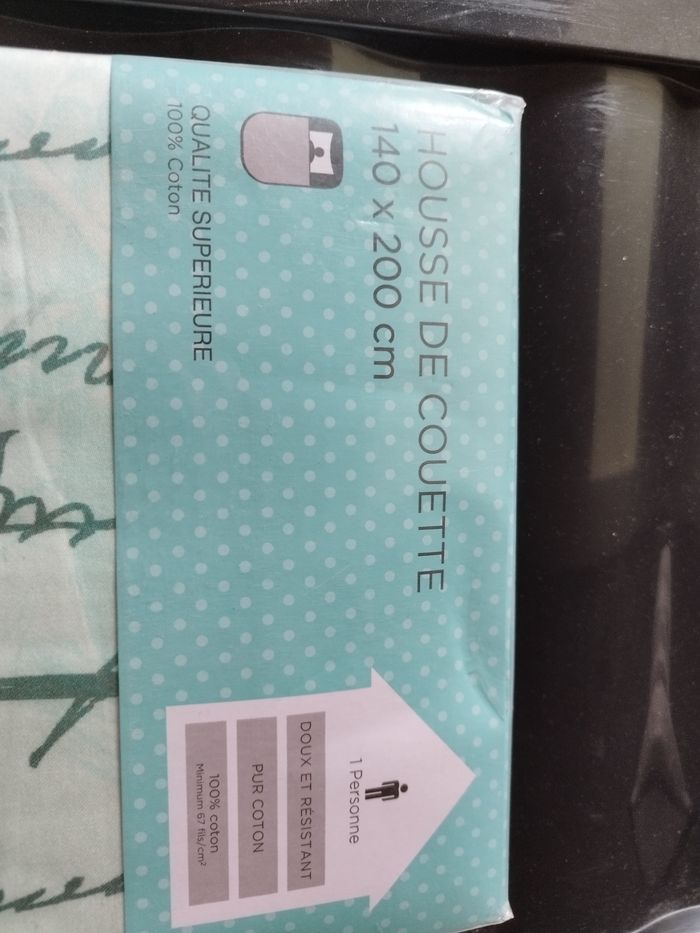 HOUSSE DE COUETTE
140 x 200 cm
QUALITE SUPERIEURE
100% Coton
1 Personne
DOUX ET RÉSISTANT
PUR COTON
100% coton
Minimum 67 fils/cm²